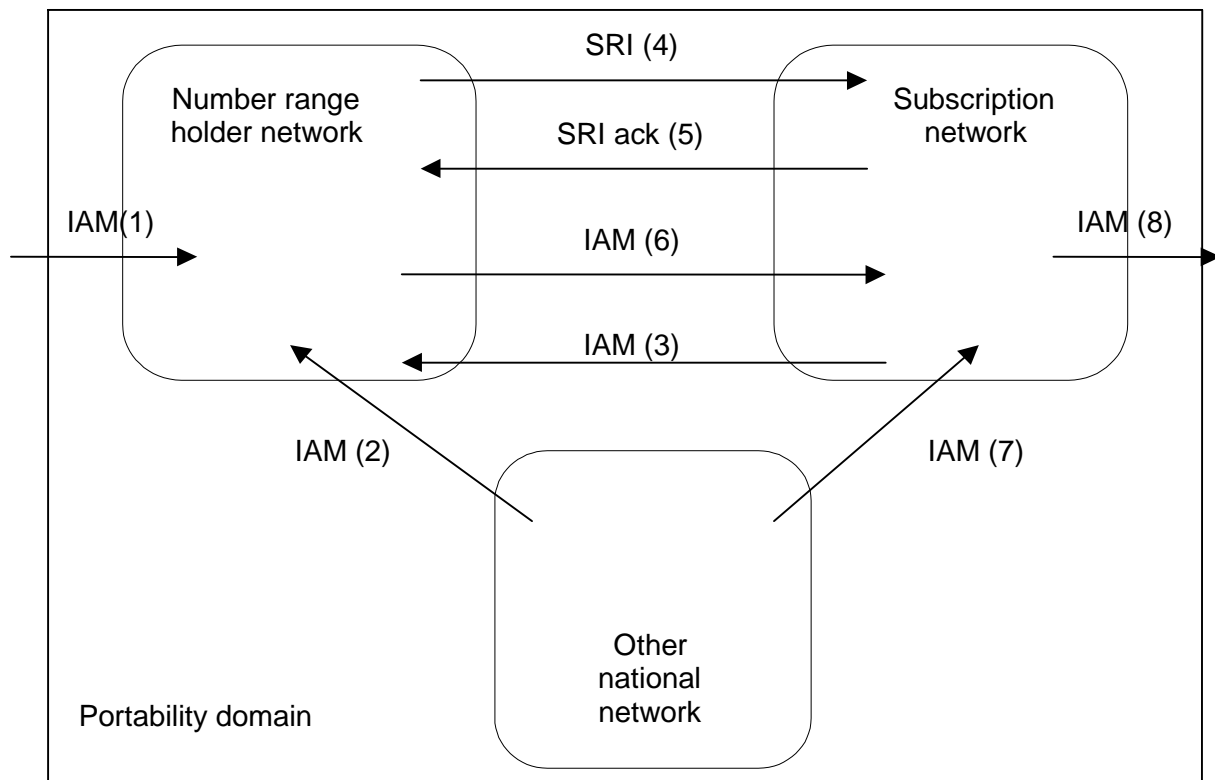 SRI (4)
Number range
holder network
Subscription
network
SRI ack (5)
IAM(1)
IAM (6)
IAM (8)
IAM (3)
IAM (2)
IAM (7)
Other
national
network
Portability domain